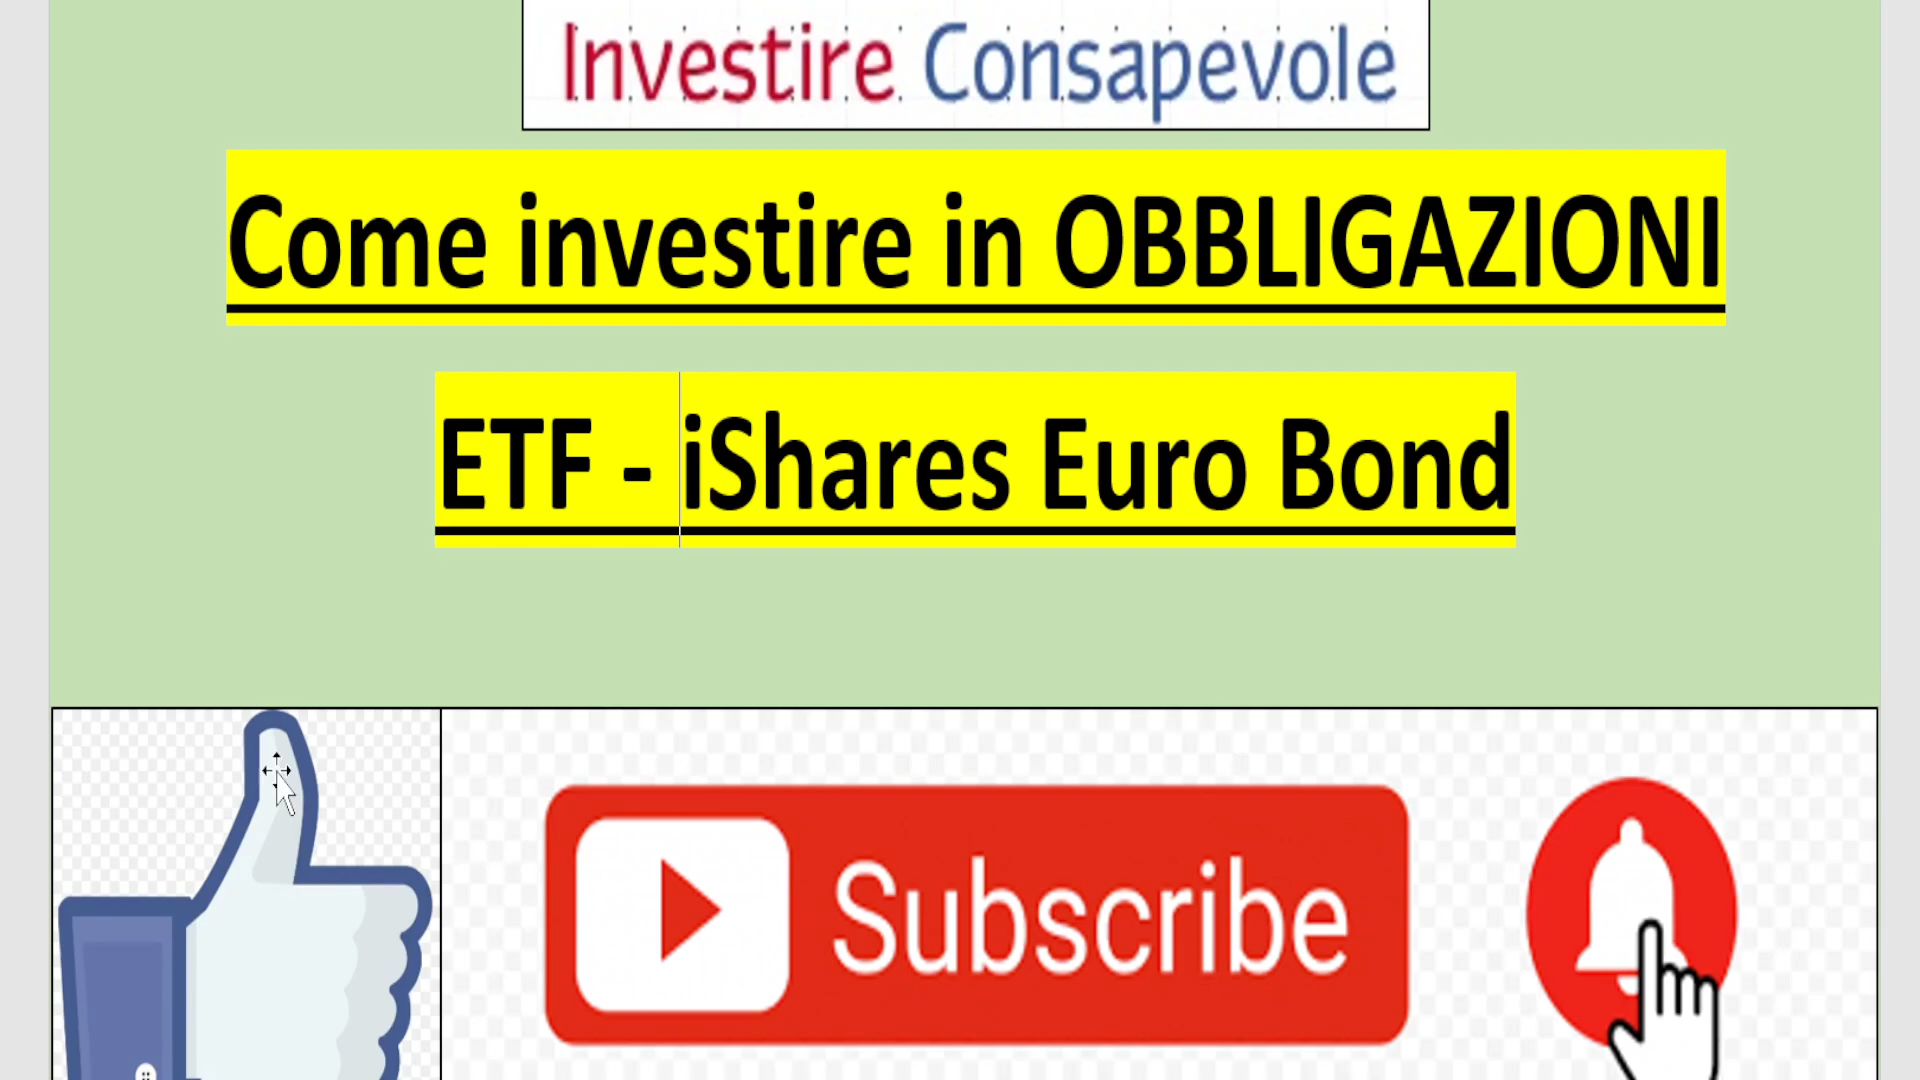 Investire Consapevole
Come investire in OBBLIGAZIONI
ETF - iShares Euro Bond
Subscribe